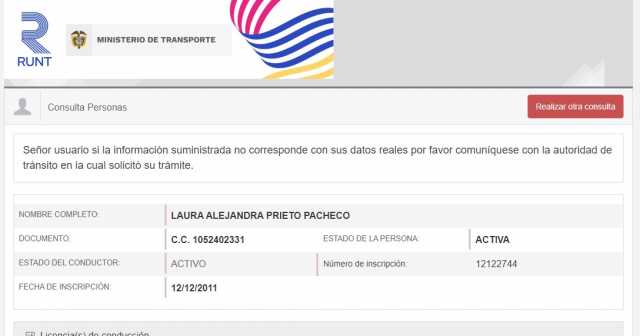 RUNT
MINISTERIO DE TRANSPORTE
Consulta Personas
Realizar otra consulta
Señor usuario si la información suministrada no corresponde con sus datos reales por favor comuníquese con la autoridad de
tránsito en la cual solicitó su trámite.
NOMBRE COMPLETO: LAURA ALEJANDRA PRIETO PACHECO
DOCUMENTO: C.C. 1052402331 ESTADO DE LA PERSONA: ACTIVA
ESTADO DEL CONDUCTOR: ACTIVO Número de inscripción: 12122744
FECHA DE INSCRIPCIÓN: 12/12/2011
Licencia(s) de conducción